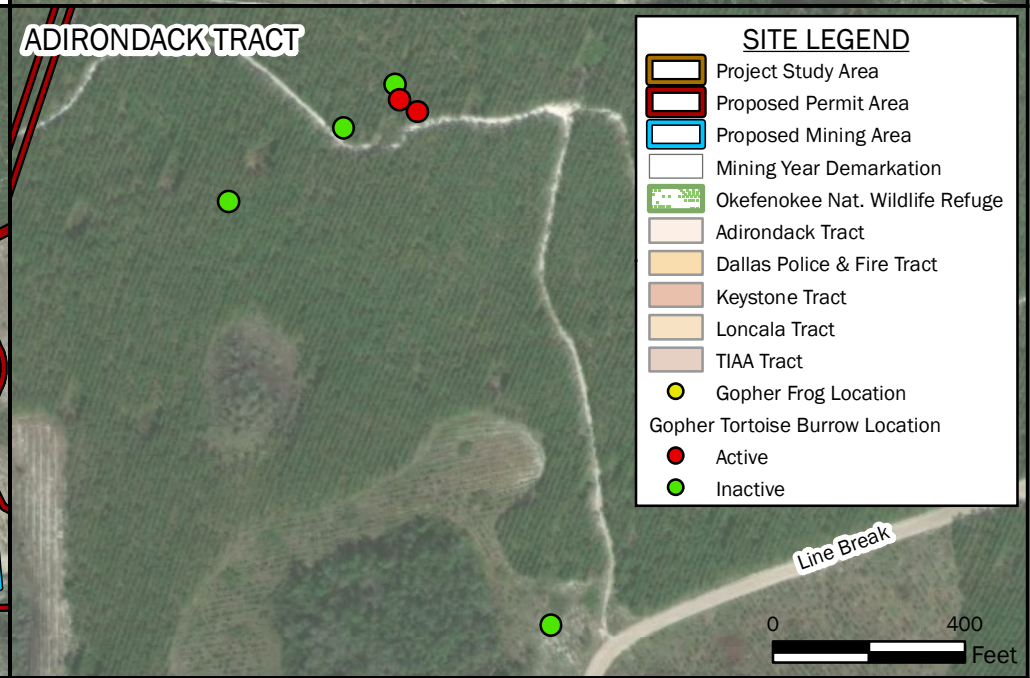 ADIRONDACK TRACT
SITE LEGEND
Project Study Area
Proposed Permit Area
Proposed Mining Area
Mining Year Demarkation
Okefenokee Nat. Wildlife Refuge
Adirondack Tract
Dallas Police & Fire Tract
Keystone Tract
Loncala Tract
TIAA Tract
Gopher Frog Location
Gopher Tortoise Burrow Location
Active
Inactive
Line Break
0 400
Feet